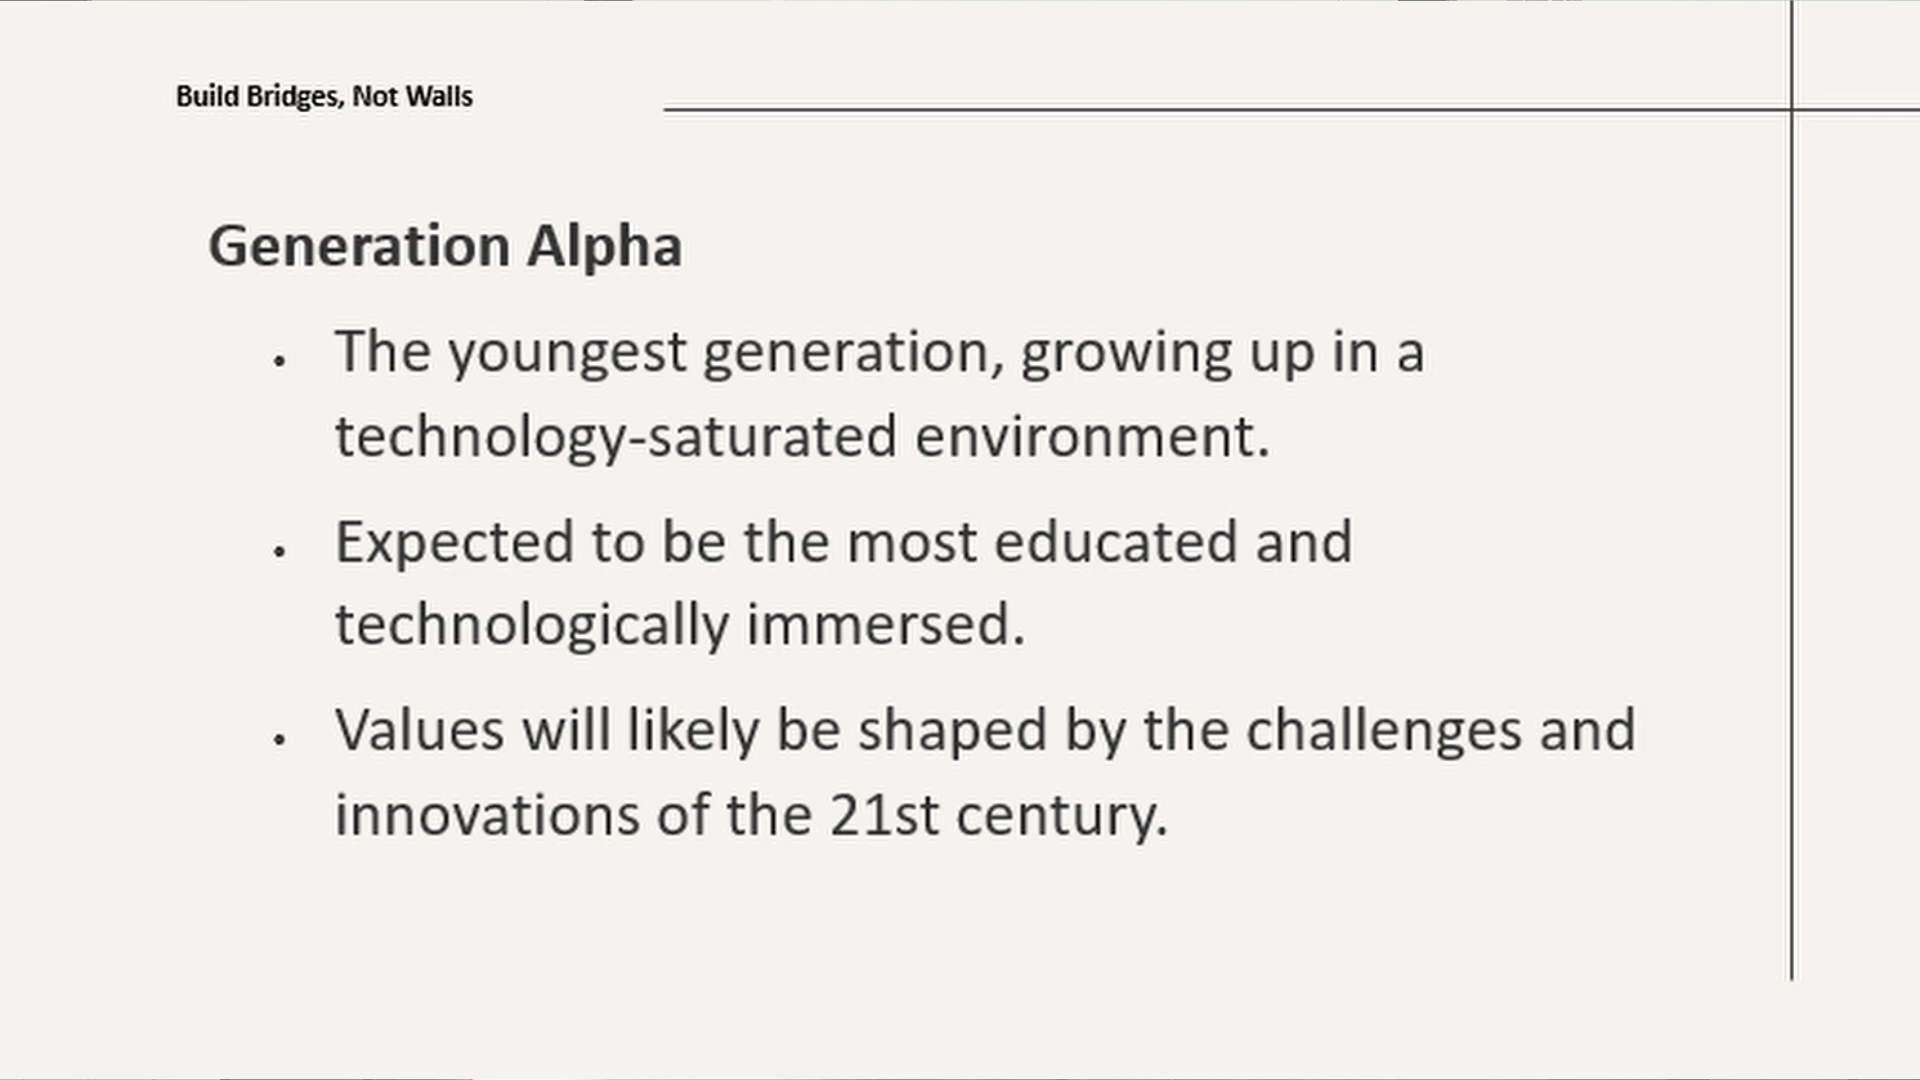 Build Bridges, Not Walls
Generation Alpha
• The youngest generation, growing up in a
technology-saturated environment.
• Expected to be the most educated and
technologically immersed.
• Values will likely be shaped by the challenges and
innovations of the 21st century.